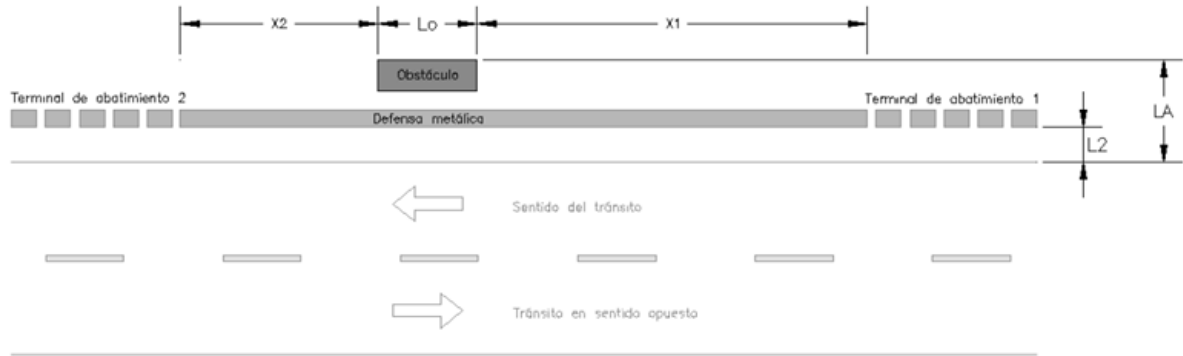 X2
Lo
X1
Obstáculo
Terminal de abatimiento 2
Terminal de abatimiento 1
LA
Defensa metálica
L2
Sentido del tránsito
Tránsito en sentido opuesto